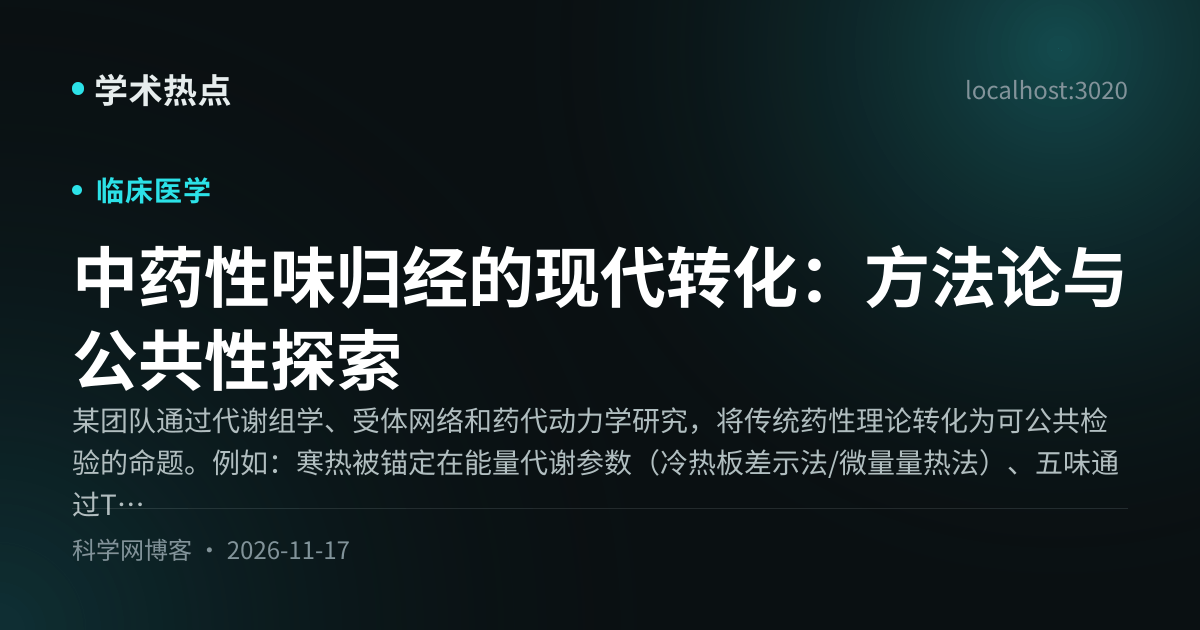 学术热点
localhost:3020
临床医学
中药性味归经的现代转化：方法论与
公共性探索
某团队通过代谢组学、受体网络和药代动力学研究，将传统药性理论转化为可公共检
验的命题。例如：寒热被锚定在能量代谢参数（冷热板差示法/微量量热法）、五味通
过T…
科学网博客 · 2026-11-17